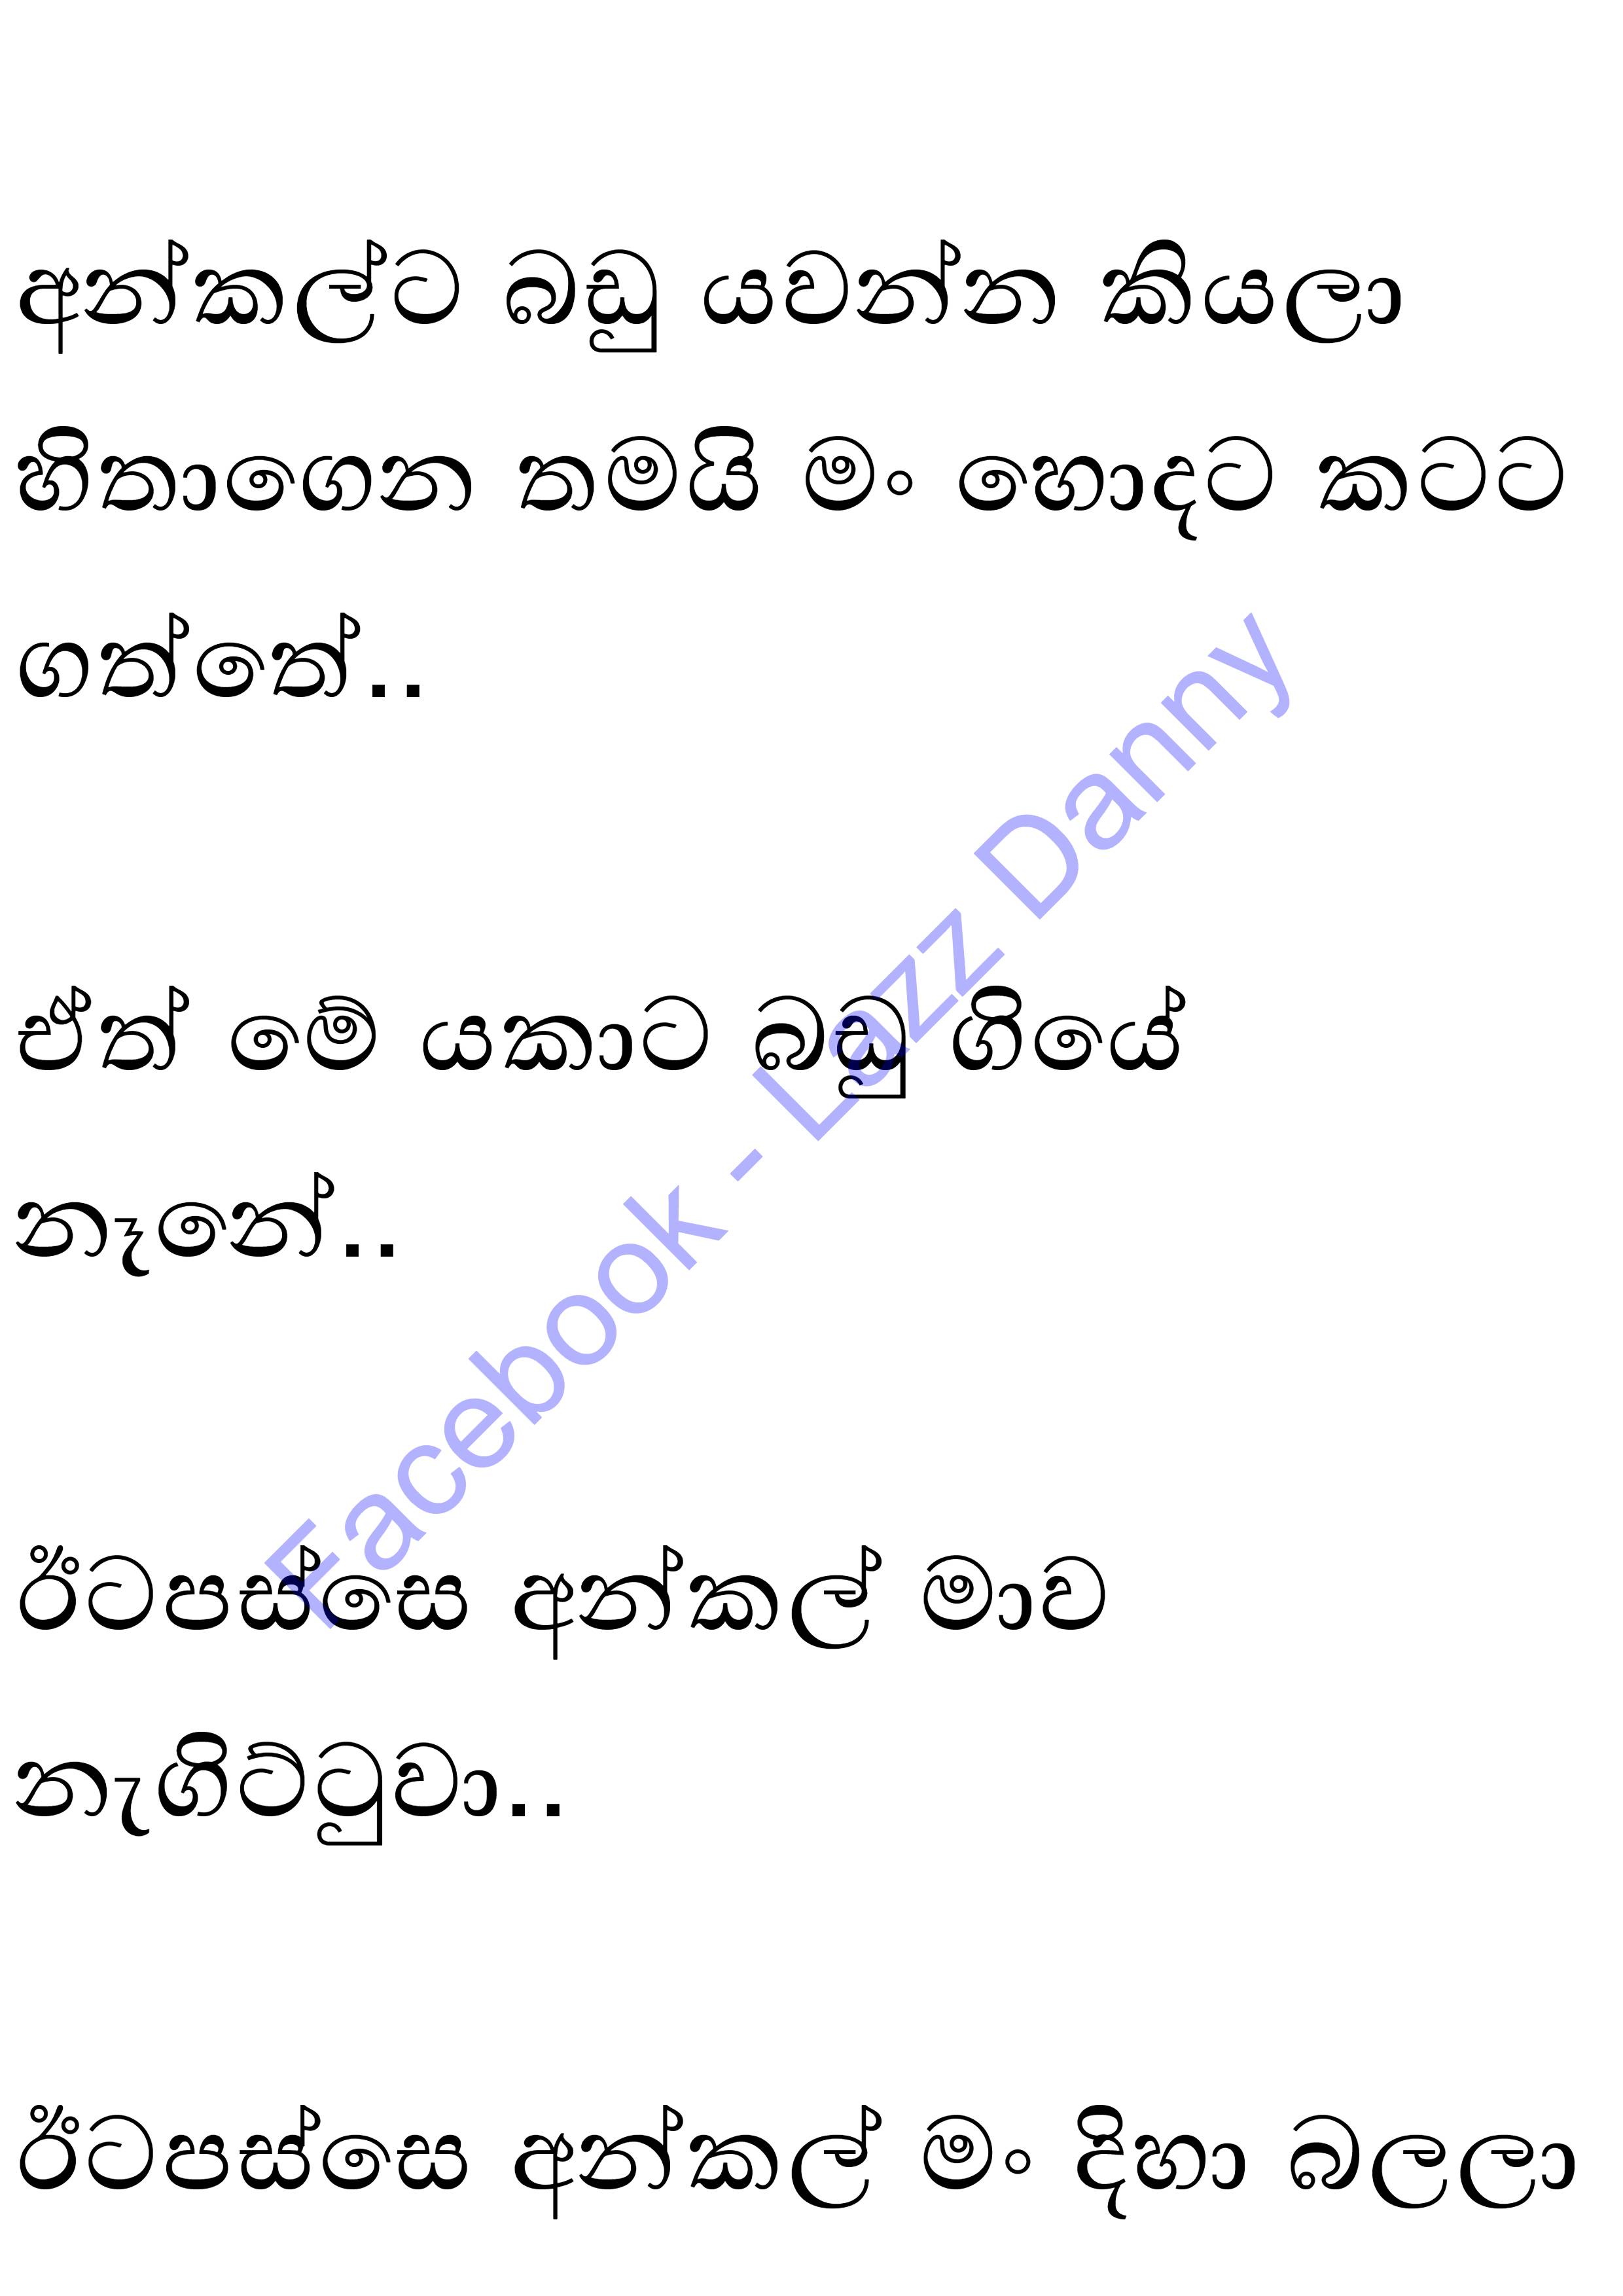 අන්කල්ට බඩු යවන්න කියලා
හිතාගෙන තමයි මං හොදට කටට
ගත්තේ..
ඒත් මේ යකාට බඩු ගියේ
නෑනේ..
ඊටපස්සෙ අන්කල් මාව
නැගිට්ටුවා..
ඊටපස්සෙ අන්කල් මං දිහා බලලා
Facebook - Lazz Danny